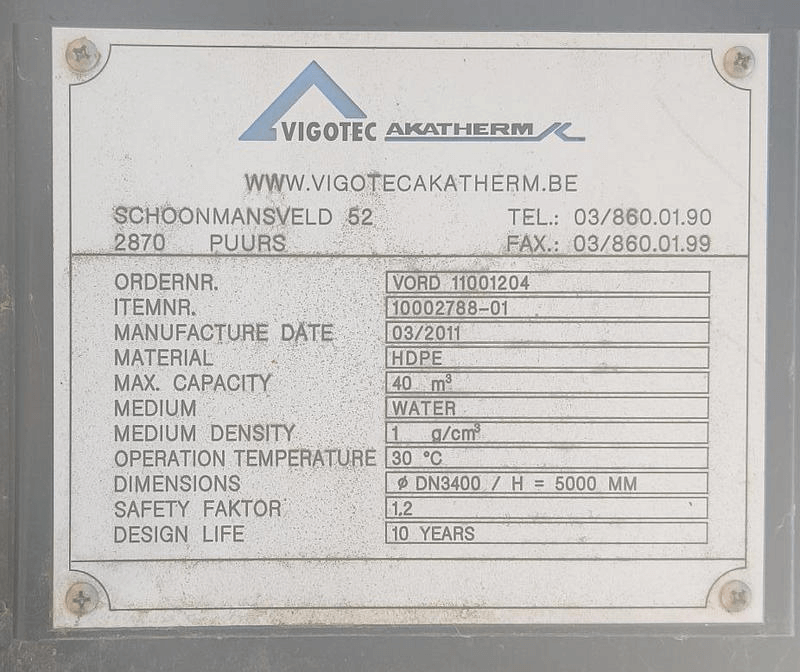 VIGOTEC AKATHERM
WWW.VIGOTECAKATHERM.BE
SCHOONMANSVELD 52 TEL.: 03/860.01.90
2870 PUURS FAX.: 03/860.01.99
ORDERNR. VORD 11001204
ITEMNR. 10002788-01
MANUFACTURE DATE 03/2011
MATERIAL HDPE
MAX. CAPACITY 40 m³
MEDIUM WATER
MEDIUM DENSITY 1 g/cm³
OPERATION TEMPERATURE 30 °C
DIMENSIONS ø DN3400 / H = 5000 MM
SAFETY FAKTOR 1.2
DESIGN LIFE 10 YEARS